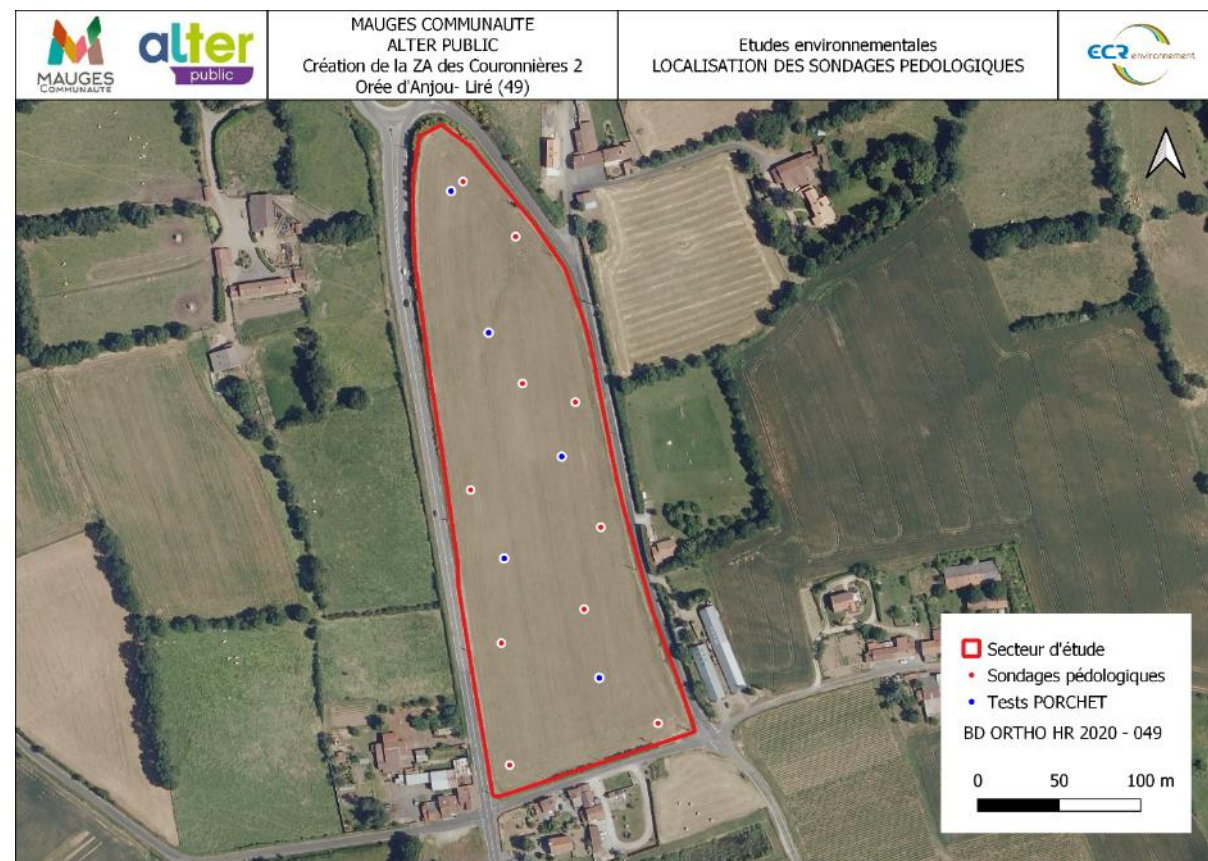 MAUGES
COMMUNAUTE
alter
public
MAUGES COMMUNAUTE
ALTER PUBLIC
Création de la ZA des Couronnières 2
Orée d'Anjou- Liré (49)
Etudes environnementales
LOCALISATION DES SONDAGES PEDOLOGIQUES
ECR environnement
Secteur d'étude
Sondages pédologiques
Tests PORCHET
BD ORTHO HR 2020 - 049
0 50 100 m